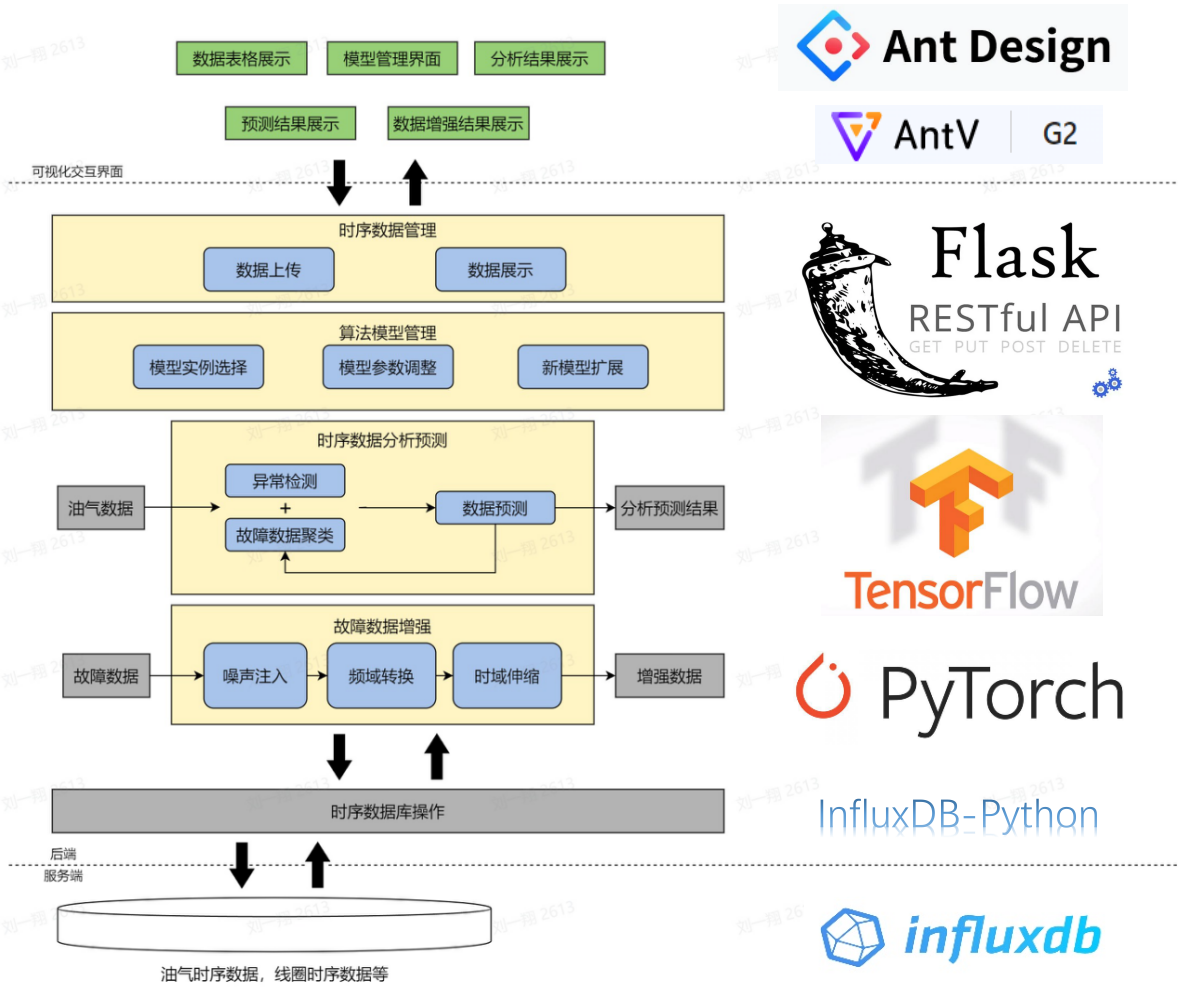 数据表格展示
模型管理界面
分析结果展示
Ant Design
预测结果展示
数据增强结果展示
AntV
G2
可视化交互界面
时序数据管理
数据上传
数据展示
Flask
RESTful API
GET PUT POST DELETE
算法模型管理
模型实例选择
模型参数调整
新模型扩展
时序数据分析预测
油气数据
异常检测
+
故障数据聚类
数据预测
分析预测结果
TensorFlow
故障数据增强
故障数据
噪声注入
频域转换
时域伸缩
增强数据
PyTorch
时序数据库操作
InfluxDB-Python
后端
服务端
油气时序数据，线圈时序数据等
influxdb
刘一翔 2613